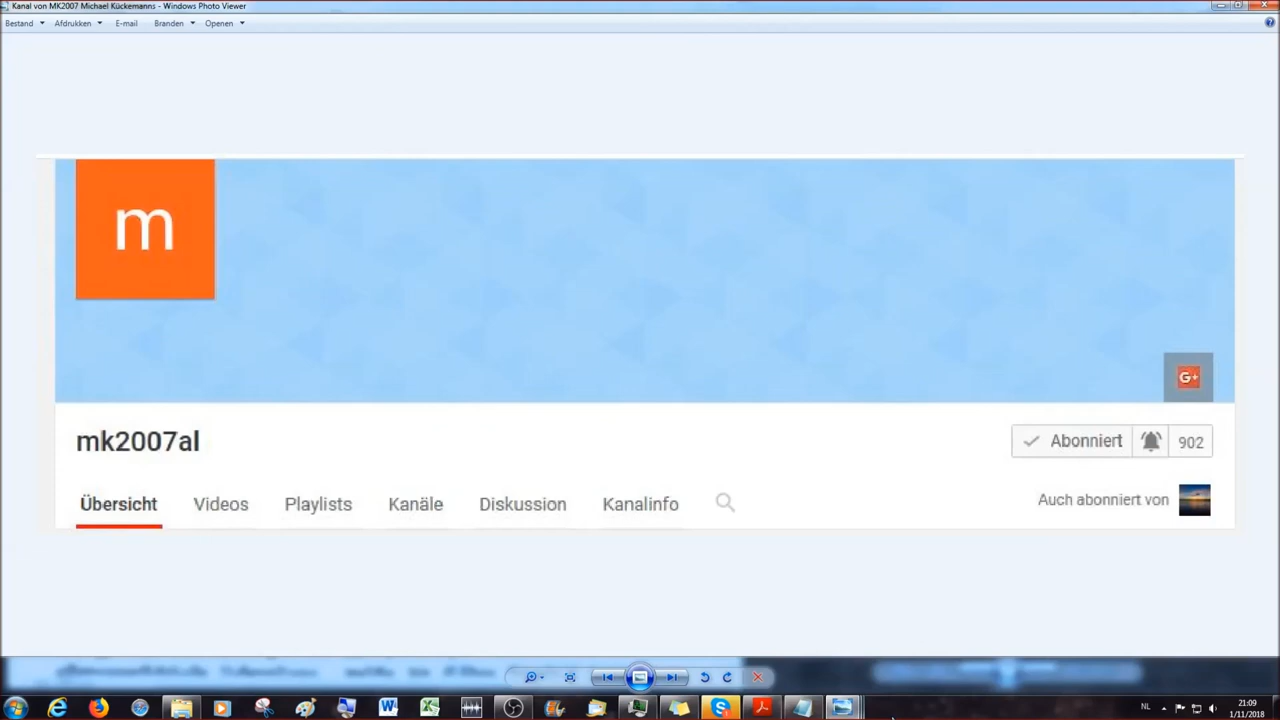 Kanal von MK2007 Michael Kückemanns - Windows Photo Viewer
Bestand Afdrukken E-mail Branden Openen
m
G+
mk2007al
Abonniert 902
Übersicht Videos Playlists Kanäle Diskussion Kanalinfo
Auch abonniert von
NL
21:09
1/11/2018